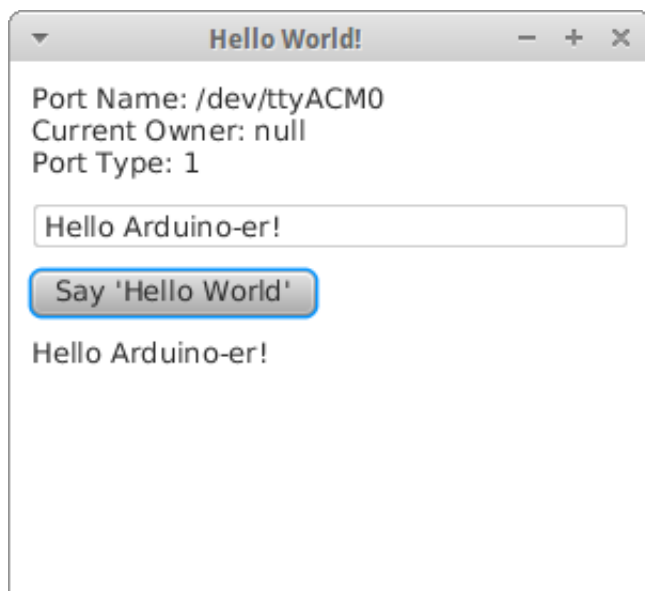 Hello World!
Port Name: /dev/ttyACM0
Current Owner: null
Port Type: 1
Hello Arduino-er!
Say 'Hello World'
Hello Arduino-er!